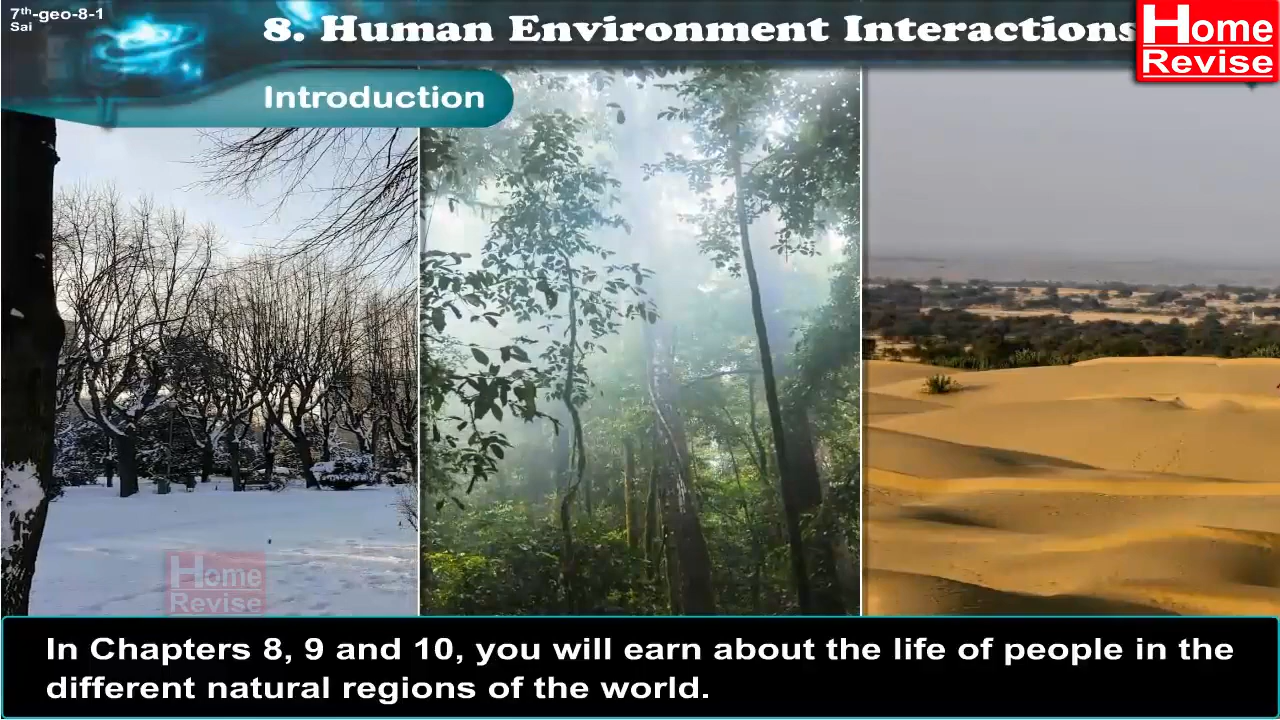 7th-geo-8-1
Sai
8. Human Environment Interactions
Home
Revise
Introduction
Home
Revise
In Chapters 8, 9 and 10, you will earn about the life of people in the
different natural regions of the world.